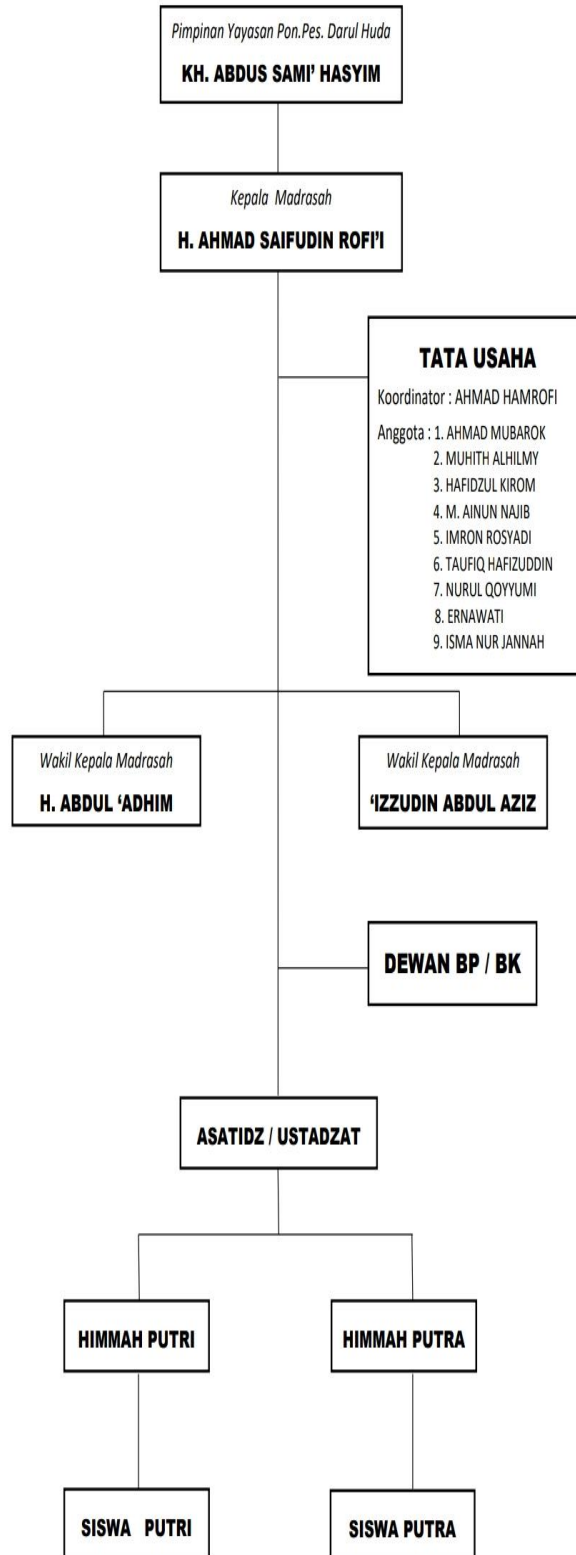 Pimpinan Yayasan Pon.Pes. Darul Huda
KH. ABDUS SAMI' HASYIM
Kepala Madrasah
H. AHMAD SAIFUDIN ROFI'I
TATA USAHA
Koordinator : AHMAD HAMROFI
Anggota : 1. AHMAD MUBAROK
2. MUHITH ALHILMY
3. HAFIDZUL KIROM
4. M. AINUN NAJIB
5. IMRON ROSYADI
6. TAUFIQ HAFIZUDDIN
7. NURUL QOYYUMI
8. ERNAWATI
9. ISMA NUR JANNAH
Wakil Kepala Madrasah
H. ABDUL 'ADHIM
Wakil Kepala Madrasah
'IZZUDIN ABDUL AZIZ
DEWAN BP / BK
ASATIDZ / USTADZAT
HIMMAH PUTRI
HIMMAH PUTRA
SISWA PUTRI
SISWA PUTRA